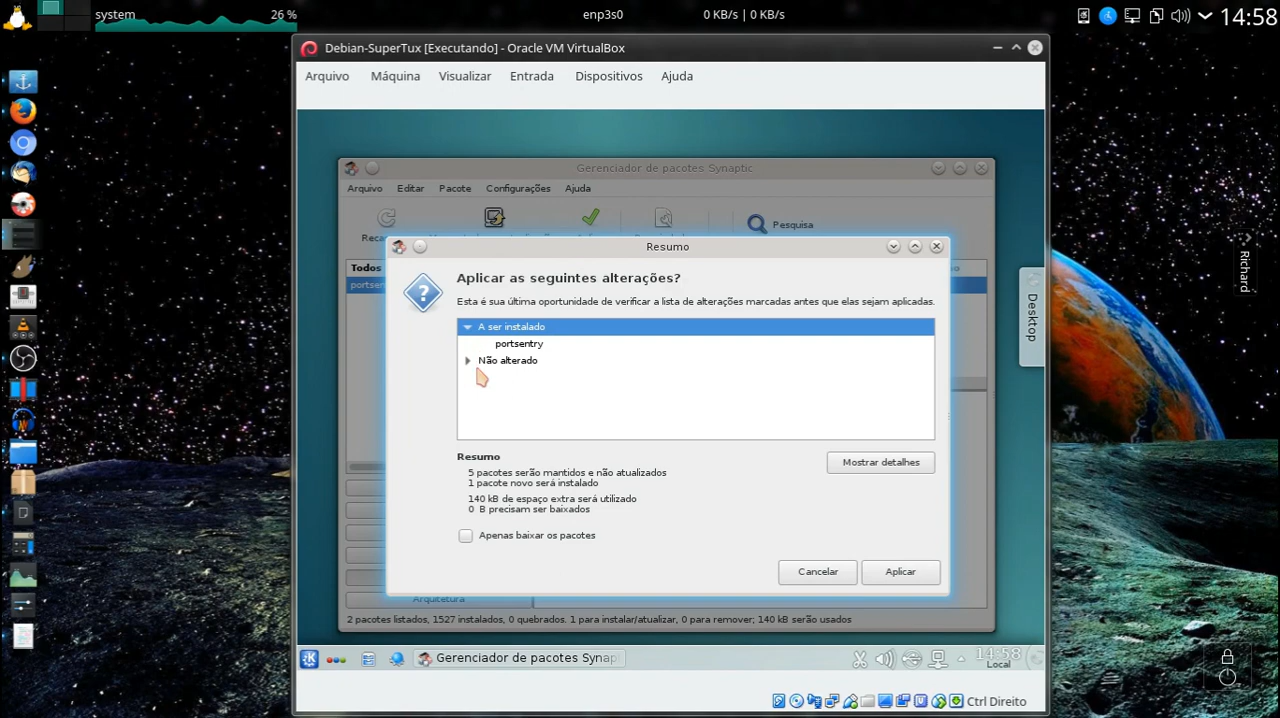 system
26 %
enp3s0
0 KB/s | 0 KB/s
14:58
Debian-SuperTux [Executando] - Oracle VM VirtualBox
Arquivo Máquina Visualizar Entrada Dispositivos Ajuda
Gerenciador de pacotes Synaptic
Arquivo Editar Pacote Configurações Ajuda
Pesquisa
Resumo
Todos
Aplicar as seguintes alterações?
Esta é sua última oportunidade de verificar a lista de alterações marcadas antes que elas sejam aplicadas.
A ser instalado
portsentry
Não alterado
Resumo
Mostrar detalhes
5 pacotes serão mantidos e não atualizados
1 pacote novo será instalado
140 kB de espaço extra será utilizado
0 B precisam ser baixados
Apenas baixar os pacotes
Cancelar
Aplicar
Arquitetura
2 pacotes listados, 1527 instalados, 0 quebrados. 1 para instalar/atualizar, 0 para remover; 140 kB serão usados
Gerenciador de pacotes Synap
14:58
Local
Ctrl Direito
Desktop
Richard